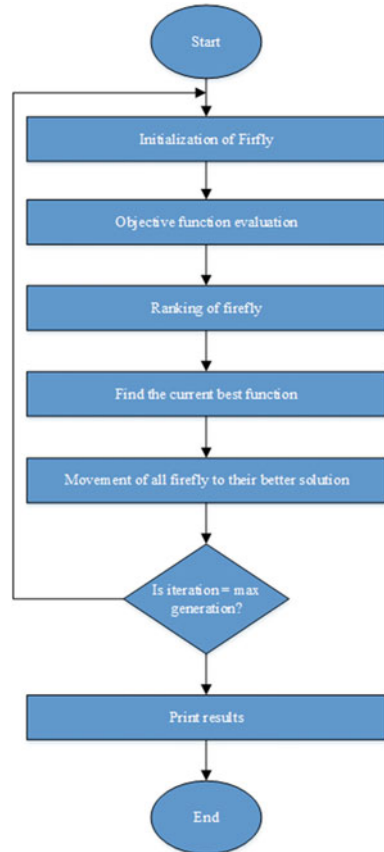 Start
Initialization of Firfly
Objective function evaluation
Ranking of firefly
Find the current best function
Movement of all firefly to their better solution
Is iteration = max
generation?
Print results
End